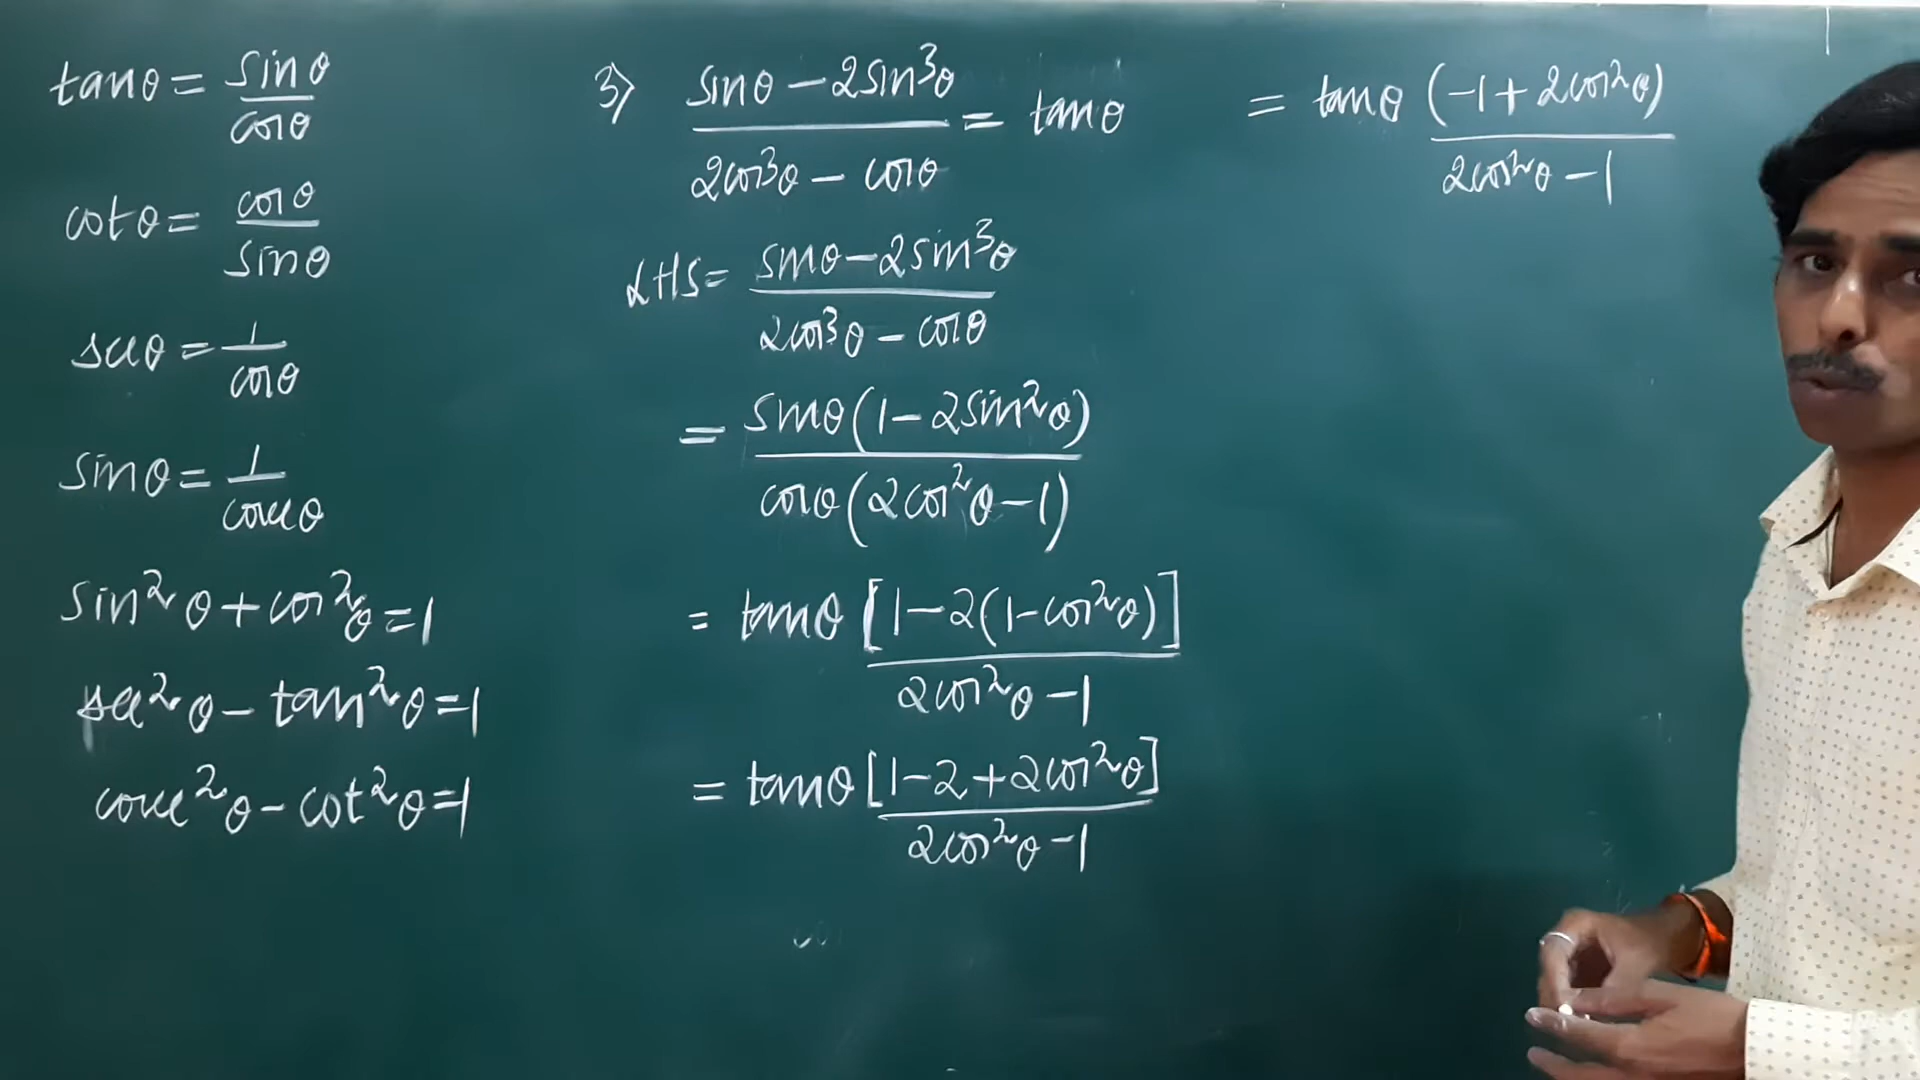 tanθ = sinθ/cosθ
cotθ = cosθ/sinθ
secθ = 1/cosθ
sinθ = 1/cosecθ
sin²θ + cos²θ = 1
sec²θ - tan²θ = 1
cosec²θ - cot²θ = 1
3) (sinθ - 2sin³θ)/(2cos³θ - cosθ) = tanθ
LHS = (sinθ - 2sin³θ)/(2cos³θ - cosθ)
= sinθ(1 - 2sin²θ)/cosθ(2cos²θ - 1)
= tanθ [1 - 2(1 - cos²θ)]/2cos²θ - 1
= tanθ [1 - 2 + 2cos²θ]/2cos²θ - 1
= tanθ (-1 + 2cos²θ)/2cos²θ - 1